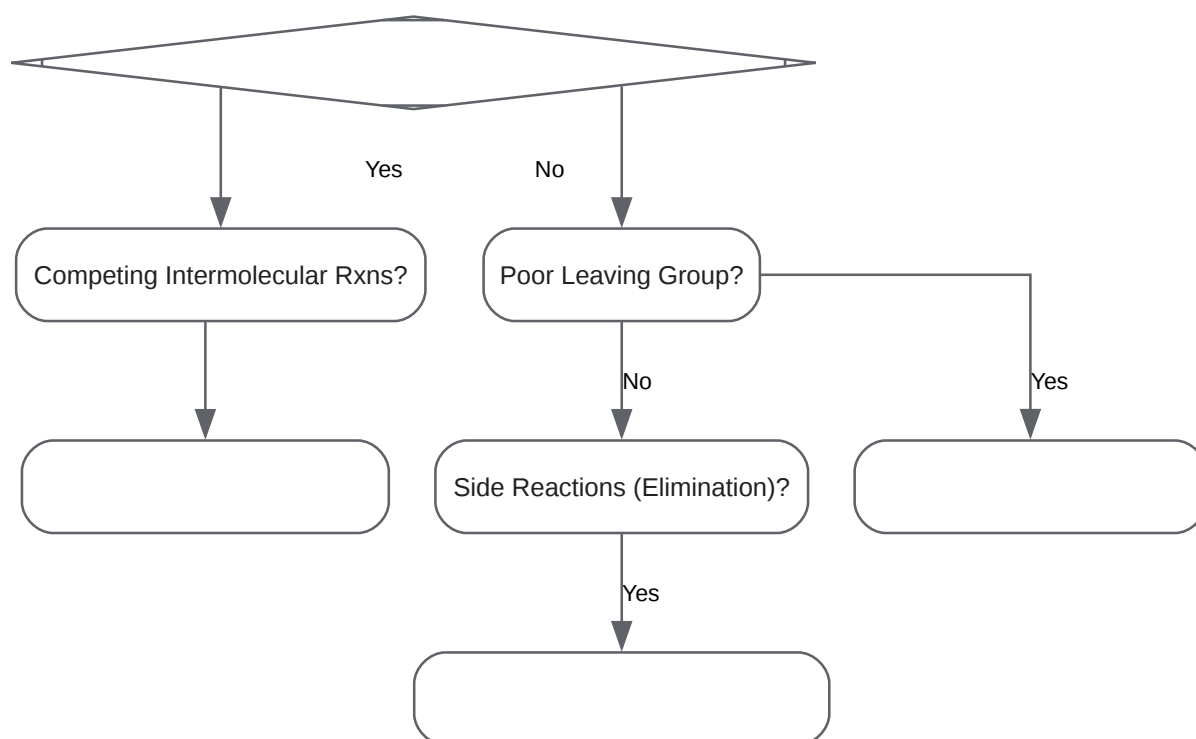 Yes
No
Competing Intermolecular Rxns?
Poor Leaving Group?
No
Yes
Side Reactions (Elimination)?
Yes